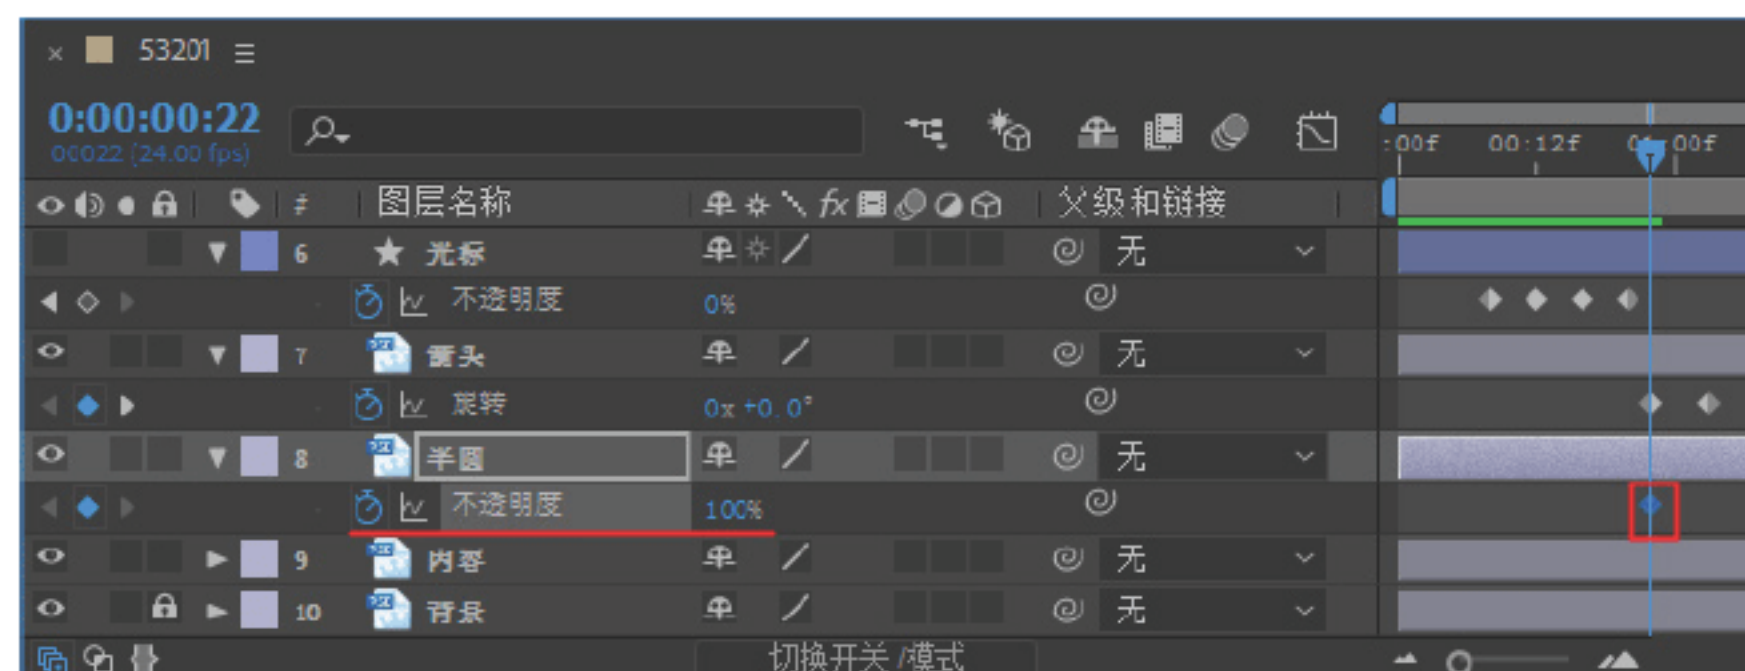 53201
0:00:00:22
00022 (24.00 fps)
:00f 00:12f 01:00f
# 图层名称 fx 父级和链接
6 光标 无
不透明度 0%
7 箭头 无
旋转 0x +0.0°
8 半圆 无
不透明度 100%
9 内容 无
10 背景 无
切换开关/模式